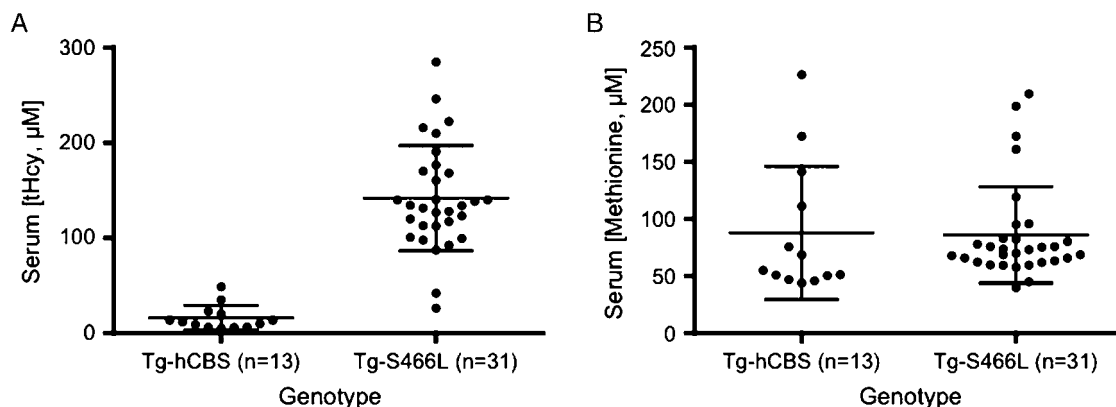 A
Serum [tHcy, µM]
300
200
100
0
Tg-hCBS (n=13)
Tg-S466L (n=31)
Genotype
B
Serum [Methionine, µM]
250
200
150
100
50
0
Tg-hCBS (n=13)
Tg-S466L (n=31)
Genotype